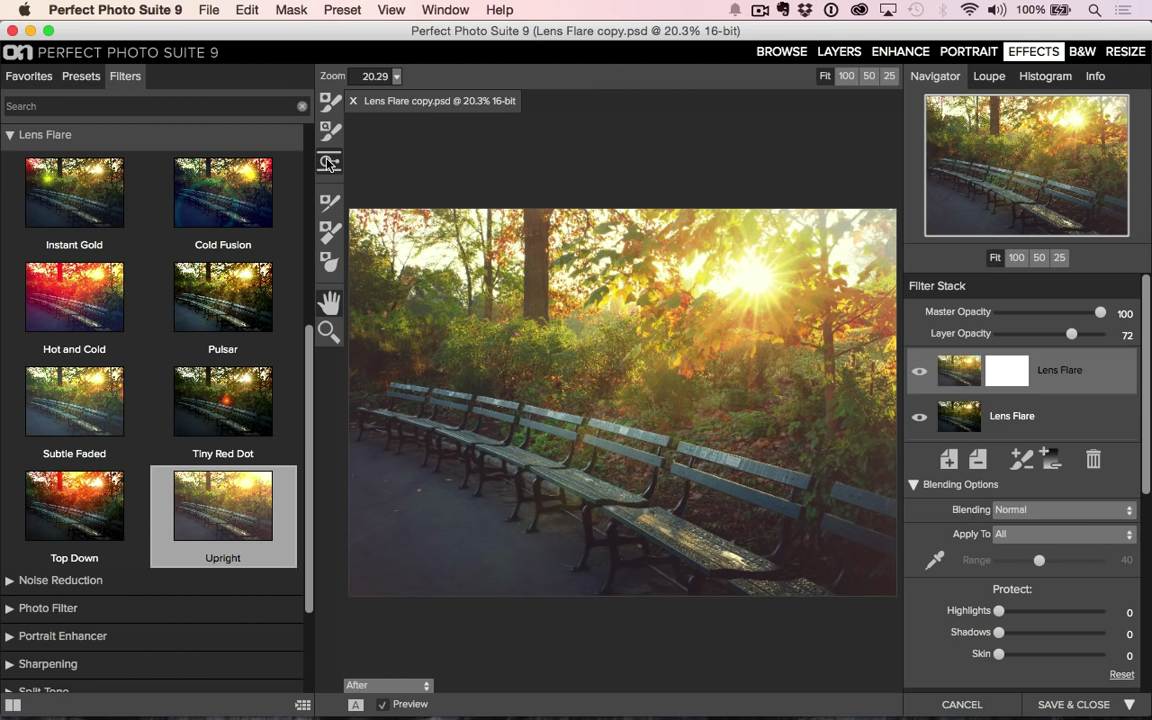 Perfect Photo Suite 9 File Edit Mask Preset View Window Help 100%
Perfect Photo Suite 9 (Lens Flare copy.psd @ 20.3% 16-bit)
on PERFECT PHOTO SUITE 9 BROWSE LAYERS ENHANCE PORTRAIT EFFECTS B&W RESIZE
Favorites Presets Filters Zoom 20.29 Fit 100 50 25 Navigator Loupe Histogram Info
Search X Lens Flare copy.psd @ 20.3% 16-bit
Lens Flare
Instant Gold Cold Fusion
Hot and Cold Pulsar
Subtle Faded Tiny Red Dot
Top Down Upright
Noise Reduction
Photo Filter
Portrait Enhancer
Sharpening
Split Tone
After
A Preview
Fit 100 50 25
Filter Stack
Master Opacity 100
Layer Opacity 72
Lens Flare
Lens Flare
Blending Options
Blending Normal
Apply To All
Range 40
Protect:
Highlights 0
Shadows 0
Skin 0
Reset
CANCEL SAVE & CLOSE